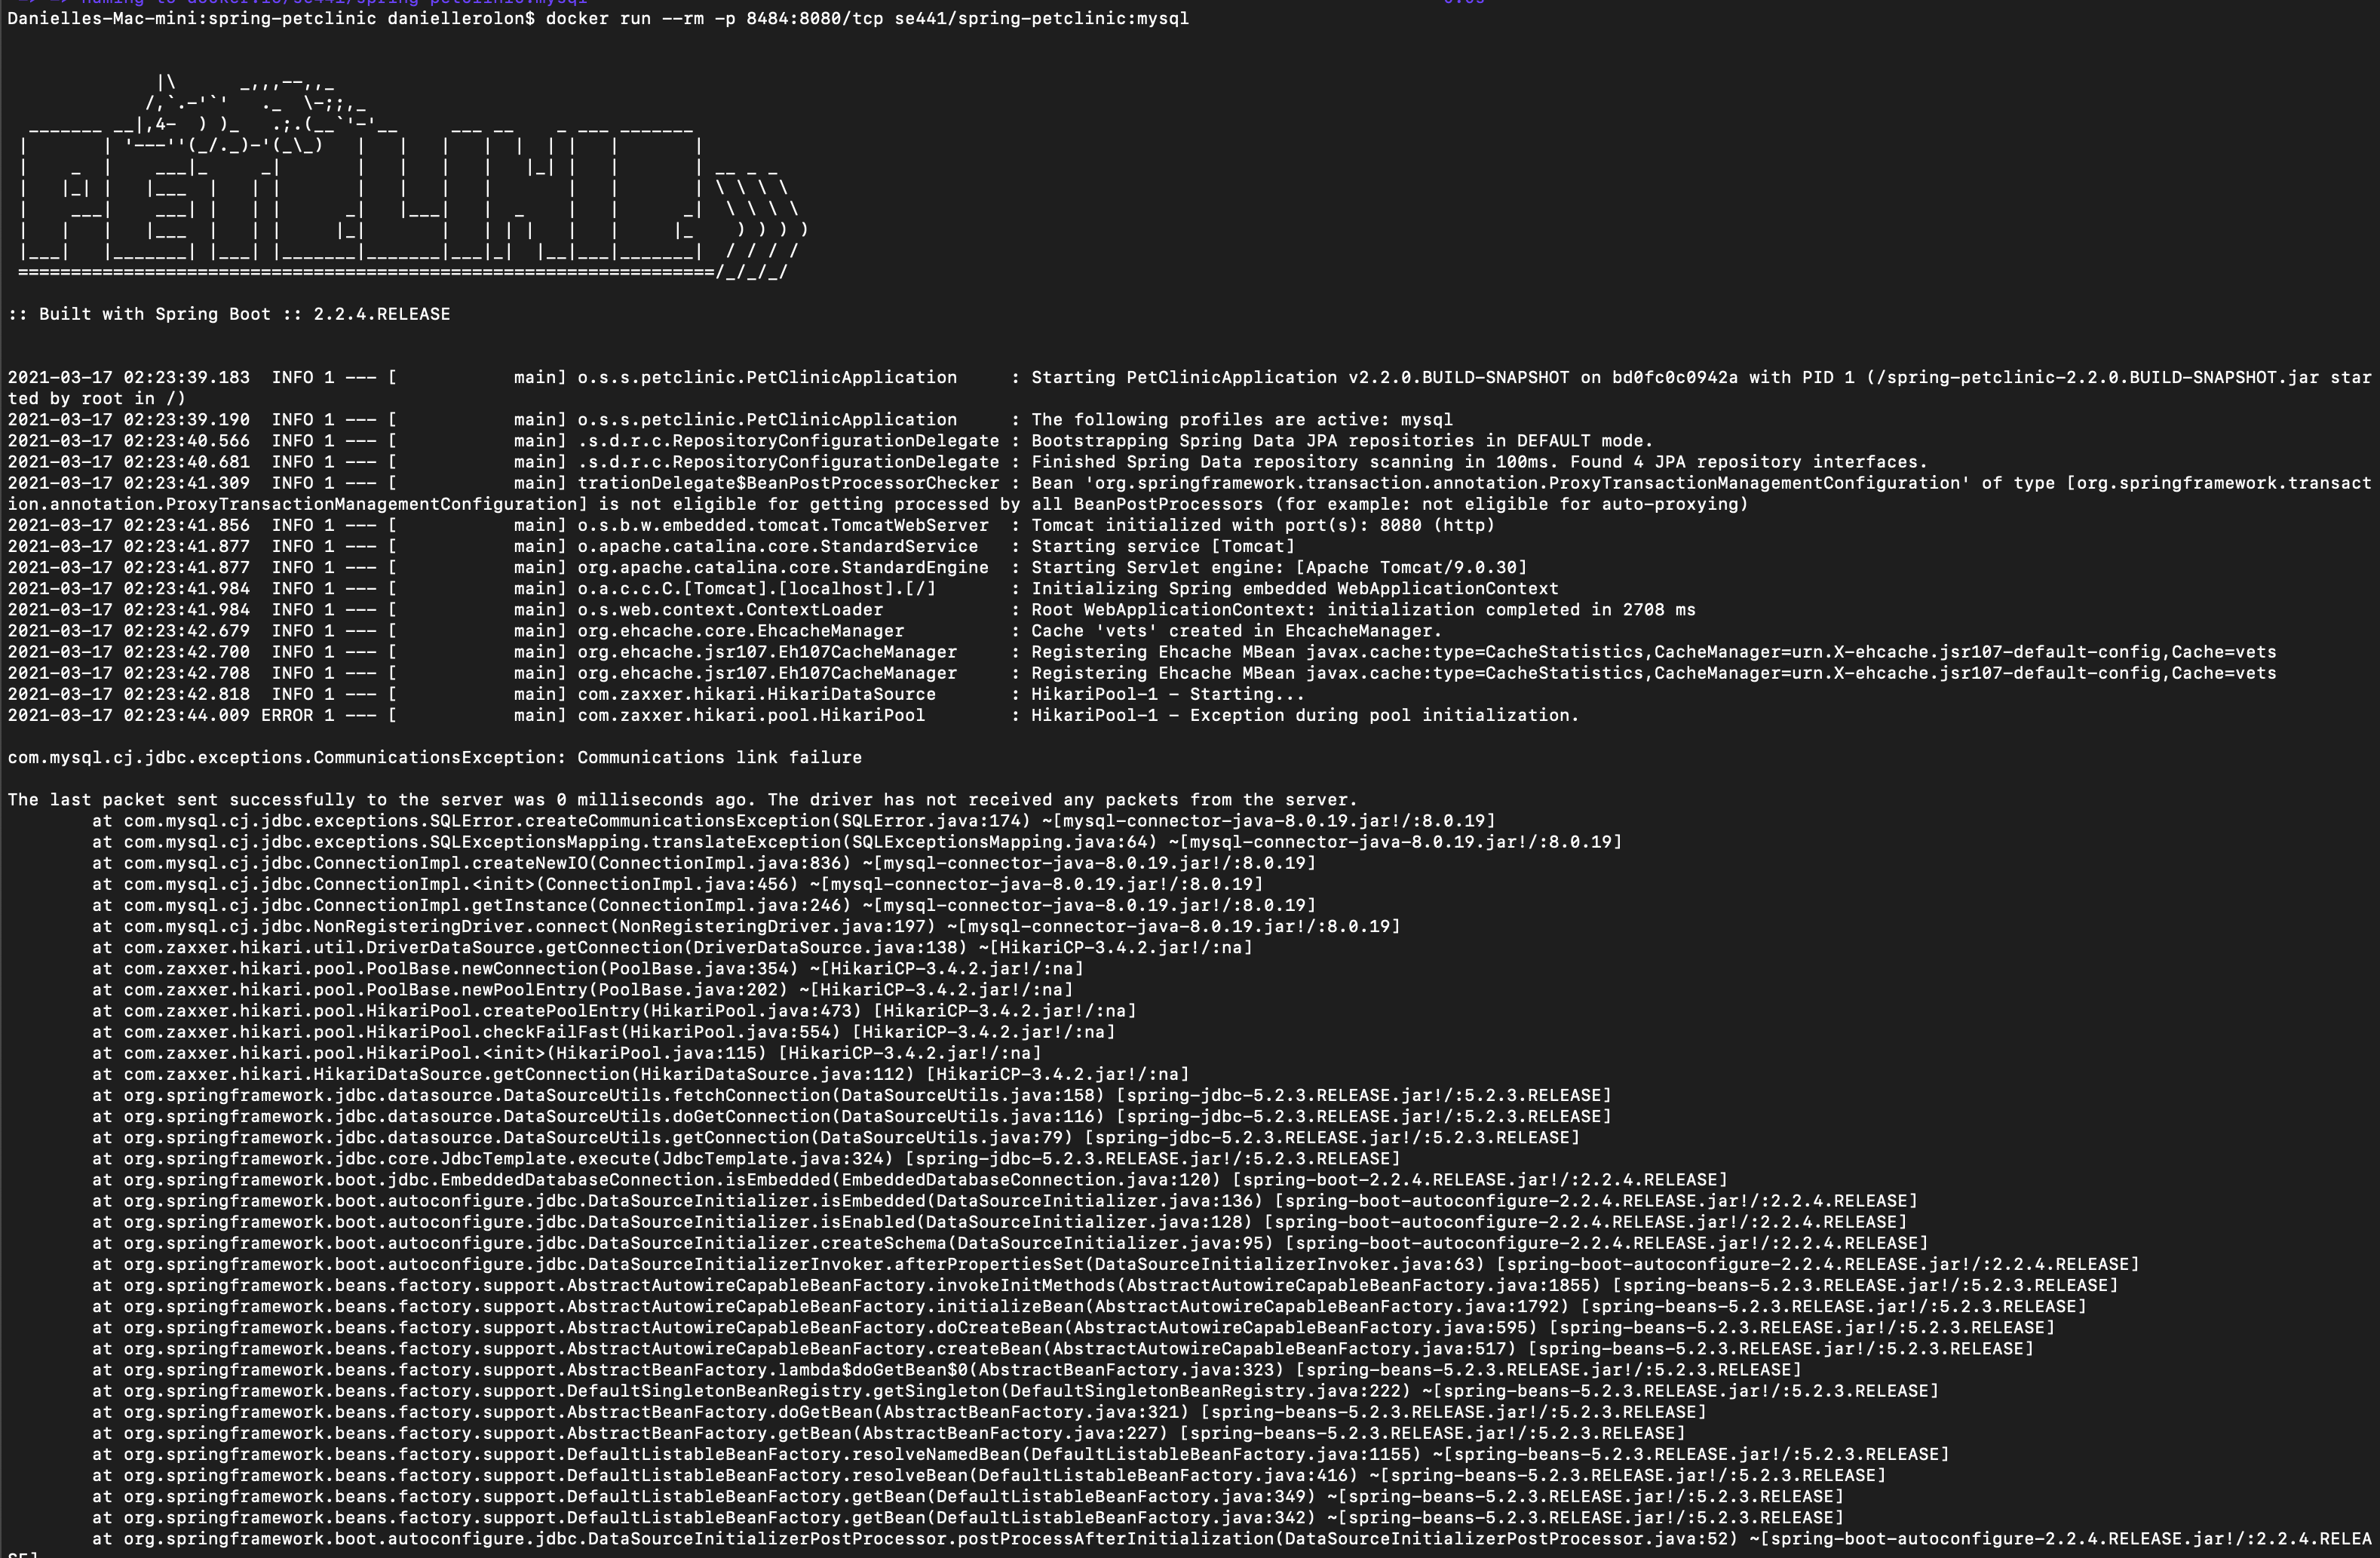 => => naming to docker.io/se441/spring-petclinic:mysql 0.0s
Danielles-Mac-mini:spring-petclinic daniellerolon$ docker run --rm -p 8484:8080/tcp se441/spring-petclinic:mysql
              |\      _,,,--,,_
             /,`.-'`'   ._  \-;;,_
  _______ __|,4-  ) )_   .;.(__`'-'__     ___ __    _ ___ _______
 |       | '---''(_/._)-'(_\_)   |   |   |   |  |  | |   |       |
 |    _  |    ___|_     _|       |   |   |   |   |_| |   |       | __ _ _
 |   |_| |   |___  |   | |       |   |   |   |       |   |       | \ \ \ \
 |    ___|    ___| |   | |      _|   |___|   |  _    |   |      _|  \ \ \ \
 |   |   |   |___  |   | |     |_|       |   | | |   |   |     |_    ) ) ) )
 |___|   |_______| |___| |_______|_______|___|_|  |__|___|_______|  / / / /
 ==================================================================/_/_/_/
:: Built with Spring Boot :: 2.2.4.RELEASE
2021-03-17 02:23:39.183  INFO 1 --- [           main] o.s.s.petclinic.PetClinicApplication     : Starting PetClinicApplication v2.2.0.BUILD-SNAPSHOT on bd0fc0c0942a with PID 1 (/spring-petclinic-2.2.0.BUILD-SNAPSHOT.jar star
ted by root in /)
2021-03-17 02:23:39.190  INFO 1 --- [           main] o.s.s.petclinic.PetClinicApplication     : The following profiles are active: mysql
2021-03-17 02:23:40.566  INFO 1 --- [           main] .s.d.r.c.RepositoryConfigurationDelegate : Bootstrapping Spring Data JPA repositories in DEFAULT mode.
2021-03-17 02:23:40.681  INFO 1 --- [           main] .s.d.r.c.RepositoryConfigurationDelegate : Finished Spring Data repository scanning in 100ms. Found 4 JPA repository interfaces.
2021-03-17 02:23:41.309  INFO 1 --- [           main] trationDelegate$BeanPostProcessorChecker : Bean 'org.springframework.transaction.annotation.ProxyTransactionManagementConfiguration' of type [org.springframework.transact
ion.annotation.ProxyTransactionManagementConfiguration] is not eligible for getting processed by all BeanPostProcessors (for example: not eligible for auto-proxying)
2021-03-17 02:23:41.856  INFO 1 --- [           main] o.s.b.w.embedded.tomcat.TomcatWebServer  : Tomcat initialized with port(s): 8080 (http)
2021-03-17 02:23:41.877  INFO 1 --- [           main] o.apache.catalina.core.StandardService   : Starting service [Tomcat]
2021-03-17 02:23:41.877  INFO 1 --- [           main] org.apache.catalina.core.StandardEngine  : Starting Servlet engine: [Apache Tomcat/9.0.30]
2021-03-17 02:23:41.984  INFO 1 --- [           main] o.a.c.c.C.[Tomcat].[localhost].[/]       : Initializing Spring embedded WebApplicationContext
2021-03-17 02:23:41.984  INFO 1 --- [           main] o.s.web.context.ContextLoader            : Root WebApplicationContext: initialization completed in 2708 ms
2021-03-17 02:23:42.679  INFO 1 --- [           main] org.ehcache.core.EhcacheManager          : Cache 'vets' created in EhcacheManager.
2021-03-17 02:23:42.700  INFO 1 --- [           main] org.ehcache.jsr107.Eh107CacheManager     : Registering Ehcache MBean javax.cache:type=CacheStatistics,CacheManager=urn.X-ehcache.jsr107-default-config,Cache=vets
2021-03-17 02:23:42.708  INFO 1 --- [           main] org.ehcache.jsr107.Eh107CacheManager     : Registering Ehcache MBean javax.cache:type=CacheStatistics,CacheManager=urn.X-ehcache.jsr107-default-config,Cache=vets
2021-03-17 02:23:42.818  INFO 1 --- [           main] com.zaxxer.hikari.HikariDataSource       : HikariPool-1 - Starting...
2021-03-17 02:23:44.009 ERROR 1 --- [           main] com.zaxxer.hikari.pool.HikariPool        : HikariPool-1 - Exception during pool initialization.
com.mysql.cj.jdbc.exceptions.CommunicationsException: Communications link failure
The last packet sent successfully to the server was 0 milliseconds ago. The driver has not received any packets from the server.
        at com.mysql.cj.jdbc.exceptions.SQLError.createCommunicationsException(SQLError.java:174) ~[mysql-connector-java-8.0.19.jar!/:8.0.19]
        at com.mysql.cj.jdbc.exceptions.SQLExceptionsMapping.translateException(SQLExceptionsMapping.java:64) ~[mysql-connector-java-8.0.19.jar!/:8.0.19]
        at com.mysql.cj.jdbc.ConnectionImpl.createNewIO(ConnectionImpl.java:836) ~[mysql-connector-java-8.0.19.jar!/:8.0.19]
        at com.mysql.cj.jdbc.ConnectionImpl.<init>(ConnectionImpl.java:456) ~[mysql-connector-java-8.0.19.jar!/:8.0.19]
        at com.mysql.cj.jdbc.ConnectionImpl.getInstance(ConnectionImpl.java:246) ~[mysql-connector-java-8.0.19.jar!/:8.0.19]
        at com.mysql.cj.jdbc.NonRegisteringDriver.connect(NonRegisteringDriver.java:197) ~[mysql-connector-java-8.0.19.jar!/:8.0.19]
        at com.zaxxer.hikari.util.DriverDataSource.getConnection(DriverDataSource.java:138) ~[HikariCP-3.4.2.jar!/:na]
        at com.zaxxer.hikari.pool.PoolBase.newConnection(PoolBase.java:354) ~[HikariCP-3.4.2.jar!/:na]
        at com.zaxxer.hikari.pool.PoolBase.newPoolEntry(PoolBase.java:202) ~[HikariCP-3.4.2.jar!/:na]
        at com.zaxxer.hikari.pool.HikariPool.createPoolEntry(HikariPool.java:473) [HikariCP-3.4.2.jar!/:na]
        at com.zaxxer.hikari.pool.HikariPool.checkFailFast(HikariPool.java:554) [HikariCP-3.4.2.jar!/:na]
        at com.zaxxer.hikari.pool.HikariPool.<init>(HikariPool.java:115) [HikariCP-3.4.2.jar!/:na]
        at com.zaxxer.hikari.HikariDataSource.getConnection(HikariDataSource.java:112) [HikariCP-3.4.2.jar!/:na]
        at org.springframework.jdbc.datasource.DataSourceUtils.fetchConnection(DataSourceUtils.java:158) [spring-jdbc-5.2.3.RELEASE.jar!/:5.2.3.RELEASE]
        at org.springframework.jdbc.datasource.DataSourceUtils.doGetConnection(DataSourceUtils.java:116) [spring-jdbc-5.2.3.RELEASE.jar!/:5.2.3.RELEASE]
        at org.springframework.jdbc.datasource.DataSourceUtils.getConnection(DataSourceUtils.java:79) [spring-jdbc-5.2.3.RELEASE.jar!/:5.2.3.RELEASE]
        at org.springframework.jdbc.core.JdbcTemplate.execute(JdbcTemplate.java:324) [spring-jdbc-5.2.3.RELEASE.jar!/:5.2.3.RELEASE]
        at org.springframework.boot.jdbc.EmbeddedDatabaseConnection.isEmbedded(EmbeddedDatabaseConnection.java:120) [spring-boot-2.2.4.RELEASE.jar!/:2.2.4.RELEASE]
        at org.springframework.boot.autoconfigure.jdbc.DataSourceInitializer.isEmbedded(DataSourceInitializer.java:136) [spring-boot-autoconfigure-2.2.4.RELEASE.jar!/:2.2.4.RELEASE]
        at org.springframework.boot.autoconfigure.jdbc.DataSourceInitializer.isEnabled(DataSourceInitializer.java:128) [spring-boot-autoconfigure-2.2.4.RELEASE.jar!/:2.2.4.RELEASE]
        at org.springframework.boot.autoconfigure.jdbc.DataSourceInitializer.createSchema(DataSourceInitializer.java:95) [spring-boot-autoconfigure-2.2.4.RELEASE.jar!/:2.2.4.RELEASE]
        at org.springframework.boot.autoconfigure.jdbc.DataSourceInitializerInvoker.afterPropertiesSet(DataSourceInitializerInvoker.java:63) [spring-boot-autoconfigure-2.2.4.RELEASE.jar!/:2.2.4.RELEASE]
        at org.springframework.beans.factory.support.AbstractAutowireCapableBeanFactory.invokeInitMethods(AbstractAutowireCapableBeanFactory.java:1855) [spring-beans-5.2.3.RELEASE.jar!/:5.2.3.RELEASE]
        at org.springframework.beans.factory.support.AbstractAutowireCapableBeanFactory.initializeBean(AbstractAutowireCapableBeanFactory.java:1792) [spring-beans-5.2.3.RELEASE.jar!/:5.2.3.RELEASE]
        at org.springframework.beans.factory.support.AbstractAutowireCapableBeanFactory.doCreateBean(AbstractAutowireCapableBeanFactory.java:595) [spring-beans-5.2.3.RELEASE.jar!/:5.2.3.RELEASE]
        at org.springframework.beans.factory.support.AbstractAutowireCapableBeanFactory.createBean(AbstractAutowireCapableBeanFactory.java:517) [spring-beans-5.2.3.RELEASE.jar!/:5.2.3.RELEASE]
        at org.springframework.beans.factory.support.AbstractBeanFactory.lambda$doGetBean$0(AbstractBeanFactory.java:323) [spring-beans-5.2.3.RELEASE.jar!/:5.2.3.RELEASE]
        at org.springframework.beans.factory.support.DefaultSingletonBeanRegistry.getSingleton(DefaultSingletonBeanRegistry.java:222) ~[spring-beans-5.2.3.RELEASE.jar!/:5.2.3.RELEASE]
        at org.springframework.beans.factory.support.AbstractBeanFactory.doGetBean(AbstractBeanFactory.java:321) [spring-beans-5.2.3.RELEASE.jar!/:5.2.3.RELEASE]
        at org.springframework.beans.factory.support.AbstractBeanFactory.getBean(AbstractBeanFactory.java:227) [spring-beans-5.2.3.RELEASE.jar!/:5.2.3.RELEASE]
        at org.springframework.beans.factory.support.DefaultListableBeanFactory.resolveNamedBean(DefaultListableBeanFactory.java:1155) ~[spring-beans-5.2.3.RELEASE.jar!/:5.2.3.RELEASE]
        at org.springframework.beans.factory.support.DefaultListableBeanFactory.resolveBean(DefaultListableBeanFactory.java:416) ~[spring-beans-5.2.3.RELEASE.jar!/:5.2.3.RELEASE]
        at org.springframework.beans.factory.support.DefaultListableBeanFactory.getBean(DefaultListableBeanFactory.java:349) ~[spring-beans-5.2.3.RELEASE.jar!/:5.2.3.RELEASE]
        at org.springframework.beans.factory.support.DefaultListableBeanFactory.getBean(DefaultListableBeanFactory.java:342) ~[spring-beans-5.2.3.RELEASE.jar!/:5.2.3.RELEASE]
        at org.springframework.boot.autoconfigure.jdbc.DataSourceInitializerPostProcessor.postProcessAfterInitialization(DataSourceInitializerPostProcessor.java:52) ~[spring-boot-autoconfigure-2.2.4.RELEASE.jar!/:2.2.4.RELEA
SE]